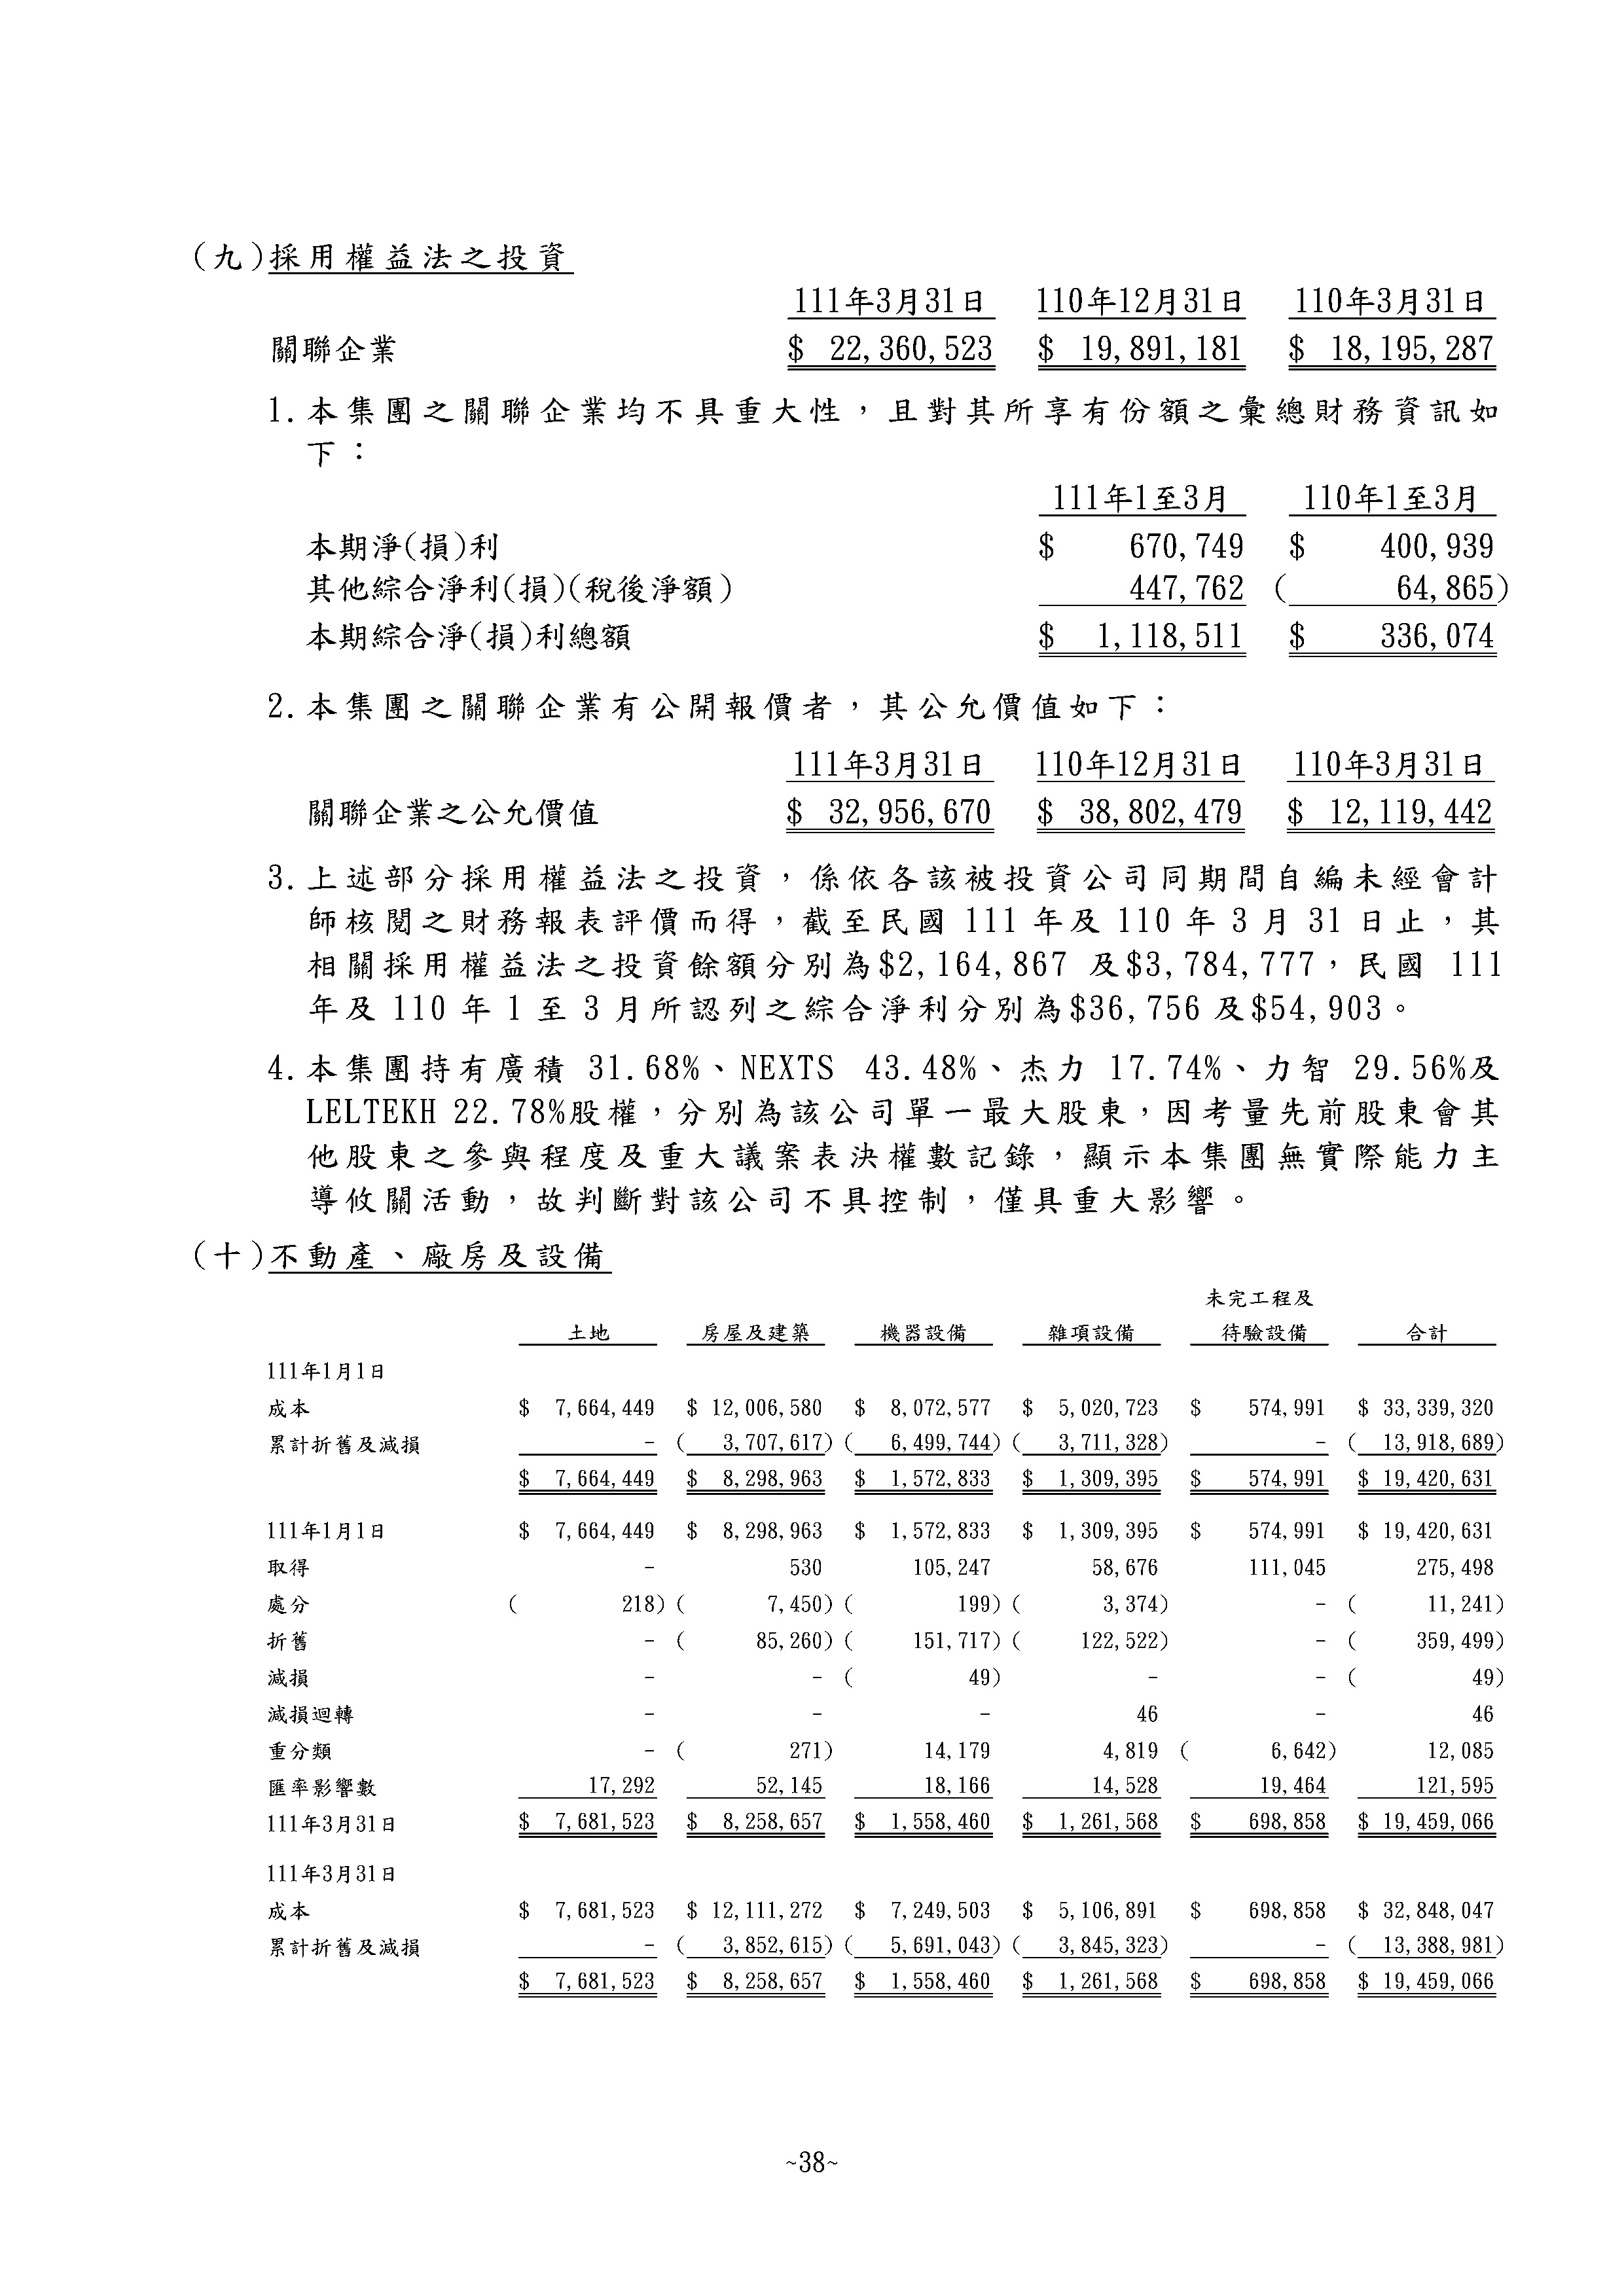 (九)採用權益法之投資
111年3月31日 110年12月31日 110年3月31日
關聯企業 $ 22,360,523 $ 19,891,181 $ 18,195,287
1.本集團之關聯企業均不具重大性，且對其所享有份額之彙總財務資訊如
下：
111年1至3月 110年1至3月
本期淨(損)利 $ 670,749 $ 400,939
其他綜合淨利(損)(稅後淨額) 447,762 ( 64,865)
本期綜合淨(損)利總額 $ 1,118,511 $ 336,074
2.本集團之關聯企業有公開報價者，其公允價值如下：
111年3月31日 110年12月31日 110年3月31日
關聯企業之公允價值 $ 32,956,670 $ 38,802,479 $ 12,119,442
3.上述部分採用權益法之投資，係依各該被投資公司同期間自編未經會計
師核閱之財務報表評價而得，截至民國 111 年及 110 年 3 月 31 日止，其
相關採用權益法之投資餘額分別為$2,164,867 及$3,784,777，民國 111
年及 110 年 1 至 3 月所認列之綜合淨利分別為$36,756 及$54,903。
4.本集團持有廣積 31.68%、NEXTS 43.48%、杰力 17.74%、力智 29.56%及
LELTEKH 22.78%股權，分別為該公司單一最大股東，因考量先前股東會其
他股東之參與程度及重大議案表決權數記錄，顯示本集團無實際能力主
導攸關活動，故判斷對該公司不具控制，僅具重大影響。
(十)不動產、廠房及設備
未完工程及
土地 房屋及建築 機器設備 雜項設備 待驗設備 合計
111年1月1日
成本 $ 7,664,449 $ 12,006,580 $ 8,072,577 $ 5,020,723 $ 574,991 $ 33,339,320
累計折舊及減損 - ( 3,707,617) ( 6,499,744) ( 3,711,328) - ( 13,918,689)
$ 7,664,449 $ 8,298,963 $ 1,572,833 $ 1,309,395 $ 574,991 $ 19,420,631
111年1月1日 $ 7,664,449 $ 8,298,963 $ 1,572,833 $ 1,309,395 $ 574,991 $ 19,420,631
取得 - 530 105,247 58,676 111,045 275,498
處分 ( 218) ( 7,450) ( 199) ( 3,374) - ( 11,241)
折舊 - ( 85,260) ( 151,717) ( 122,522) - ( 359,499)
減損 - - ( 49) - - ( 49)
減損迴轉 - - - 46 - 46
重分類 - ( 271) 14,179 4,819 ( 6,642) 12,085
匯率影響數 17,292 52,145 18,166 14,528 19,464 121,595
111年3月31日 $ 7,681,523 $ 8,258,657 $ 1,558,460 $ 1,261,568 $ 698,858 $ 19,459,066
111年3月31日
成本 $ 7,681,523 $ 12,111,272 $ 7,249,503 $ 5,106,891 $ 698,858 $ 32,848,047
累計折舊及減損 - ( 3,852,615) ( 5,691,043) ( 3,845,323) - ( 13,388,981)
$ 7,681,523 $ 8,258,657 $ 1,558,460 $ 1,261,568 $ 698,858 $ 19,459,066
~38~